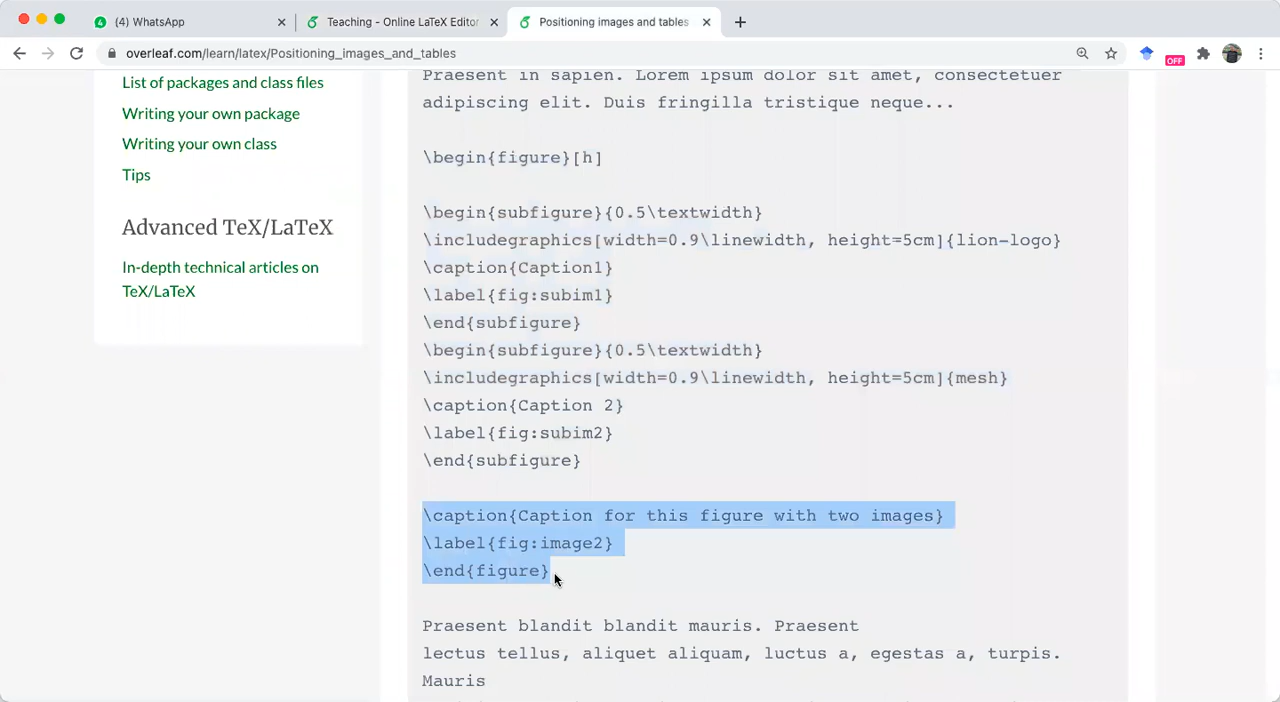 (4) WhatsApp
Teaching - Online LaTeX Editor
Positioning images and tables
overleaf.com/learn/latex/Positioning_images_and_tables
OFF
List of packages and class files
Writing your own package
Writing your own class
Tips
Advanced TeX/LaTeX
In-depth technical articles on
TeX/LaTeX
Praesent in sapien. Lorem ipsum dolor sit amet, consectetuer
adipiscing elit. Duis fringilla tristique neque...
\begin{figure}[h]
\begin{subfigure}{0.5\textwidth}
\includegraphics[width=0.9\linewidth, height=5cm]{lion-logo}
\caption{Caption1}
\label{fig:subim1}
\end{subfigure}
\begin{subfigure}{0.5\textwidth}
\includegraphics[width=0.9\linewidth, height=5cm]{mesh}
\caption{Caption 2}
\label{fig:subim2}
\end{subfigure}
\caption{Caption for this figure with two images}
\label{fig:image2}
\end{figure}
Praesent blandit blandit mauris. Praesent
lectus tellus, aliquet aliquam, luctus a, egestas a, turpis.
Mauris